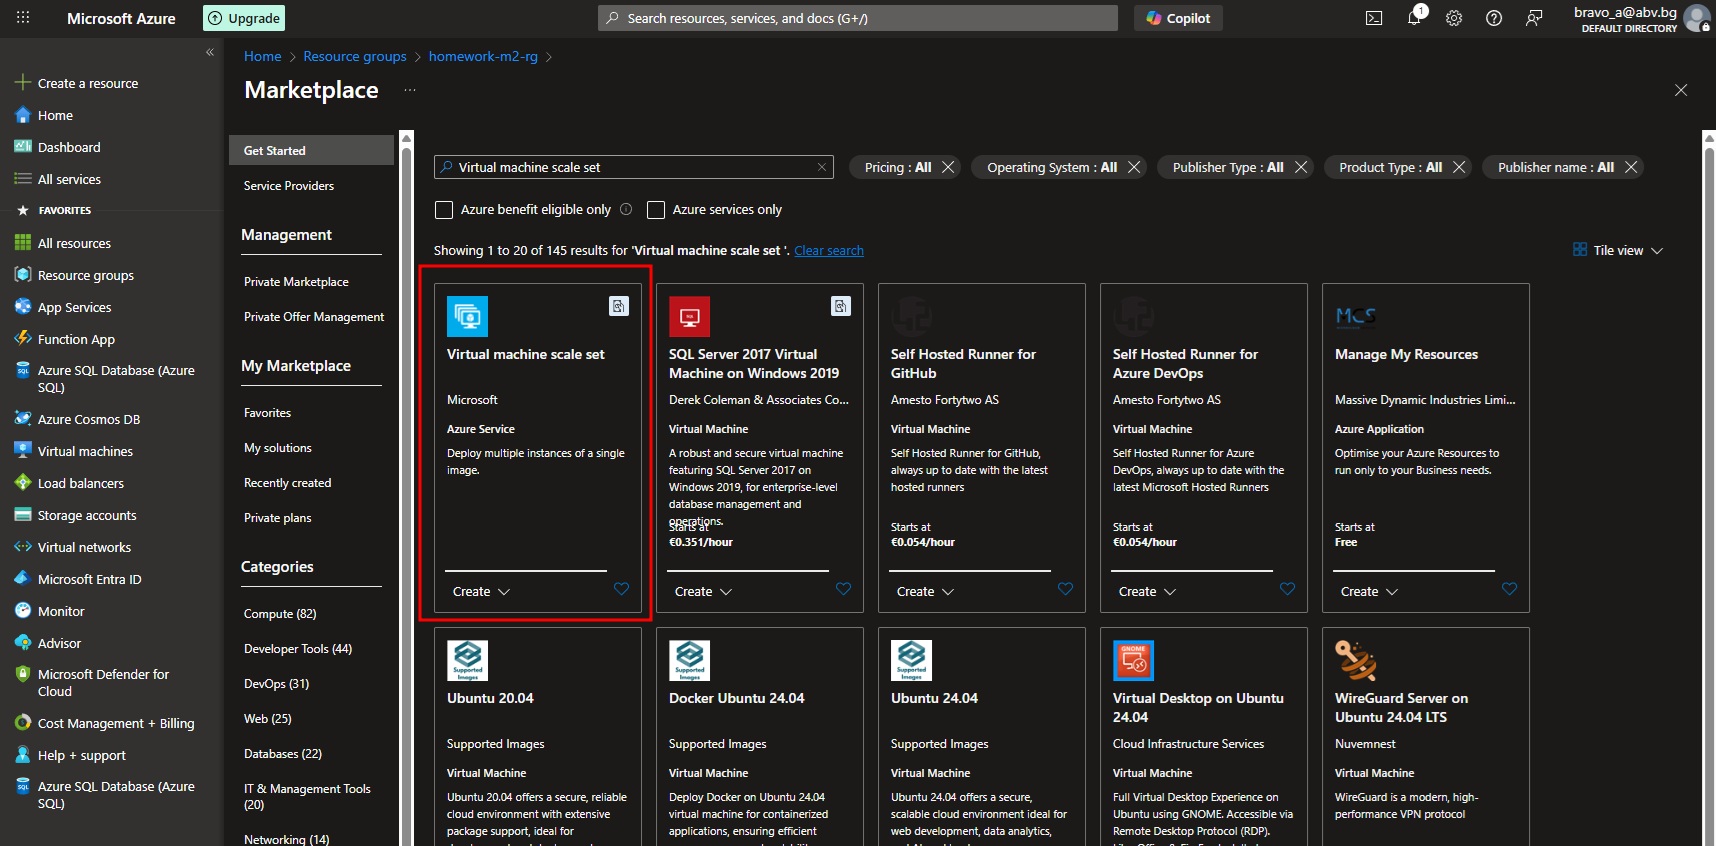 Microsoft Azure
Upgrade
Search resources, services, and docs (G+/)
Copilot
1
bravo_a@abv.bg
DEFAULT DIRECTORY
Create a resource
Home
Dashboard
All services
FAVORITES
All resources
Resource groups
App Services
Function App
Azure SQL Database (Azure
SQL)
Azure Cosmos DB
Virtual machines
Load balancers
Storage accounts
Virtual networks
Microsoft Entra ID
Monitor
Advisor
Microsoft Defender for
Cloud
Cost Management + Billing
Help + support
Azure SQL Database (Azure
SQL)
Home > Resource groups > homework-m2-rg >
Marketplace ...
Get Started
Service Providers
Management
Private Marketplace
Private Offer Management
My Marketplace
Favorites
My solutions
Recently created
Private plans
Categories
Compute (82)
Developer Tools (44)
DevOps (31)
Web (25)
Databases (22)
IT & Management Tools
(20)
Networking (14)
Virtual machine scale set
Pricing : All
Operating System : All
Publisher Type : All
Product Type : All
Publisher name : All
Azure benefit eligible only
Azure services only
Showing 1 to 20 of 145 results for 'Virtual machine scale set '. Clear search
Tile view
Virtual machine scale set
Microsoft
Azure Service
Deploy multiple instances of a single
image.
Create
SQL Server 2017 Virtual
Machine on Windows 2019
Derek Coleman & Associates Co...
Virtual Machine
A robust and secure virtual machine
featuring SQL Server 2017 on
Windows 2019, for enterprise-level
database management and
operations.
Starts at
€0.351/hour
Create
Self Hosted Runner for
GitHub
Amesto Fortytwo AS
Virtual Machine
Self Hosted Runner for GitHub,
always up to date with the latest
hosted runners
Starts at
€0.054/hour
Create
Self Hosted Runner for
Azure DevOps
Amesto Fortytwo AS
Virtual Machine
Self Hosted Runner for Azure
DevOps, always up to date with the
latest Microsoft Hosted Runners
Starts at
€0.054/hour
Create
MCS
Manage My Resources
Massive Dynamic Industries Limi...
Azure Application
Optimise your Azure Resources to
run only to your Business needs.
Starts at
Free
Create
Supported
Images
Ubuntu 20.04
Supported Images
Virtual Machine
Ubuntu 20.04 offers a secure, reliable
cloud environment with extensive
package support, ideal for
Supported
Images
Docker Ubuntu 24.04
Supported Images
Virtual Machine
Deploy Docker on Ubuntu 24.04
virtual machine for containerized
applications, ensuring efficient
Supported
Images
Ubuntu 24.04
Supported Images
Virtual Machine
Ubuntu 24.04 offers a secure,
scalable cloud environment ideal for
web development, data analytics,
GNOME
Virtual Desktop on Ubuntu
24.04
Cloud Infrastructure Services
Virtual Machine
Full Virtual Desktop Experience on
Ubuntu using GNOME. Accessible via
Remote Desktop Protocol (RDP).
WireGuard Server on
Ubuntu 24.04 LTS
Nuvemnest
Virtual Machine
WireGuard is a modern, high-
performance VPN protocol